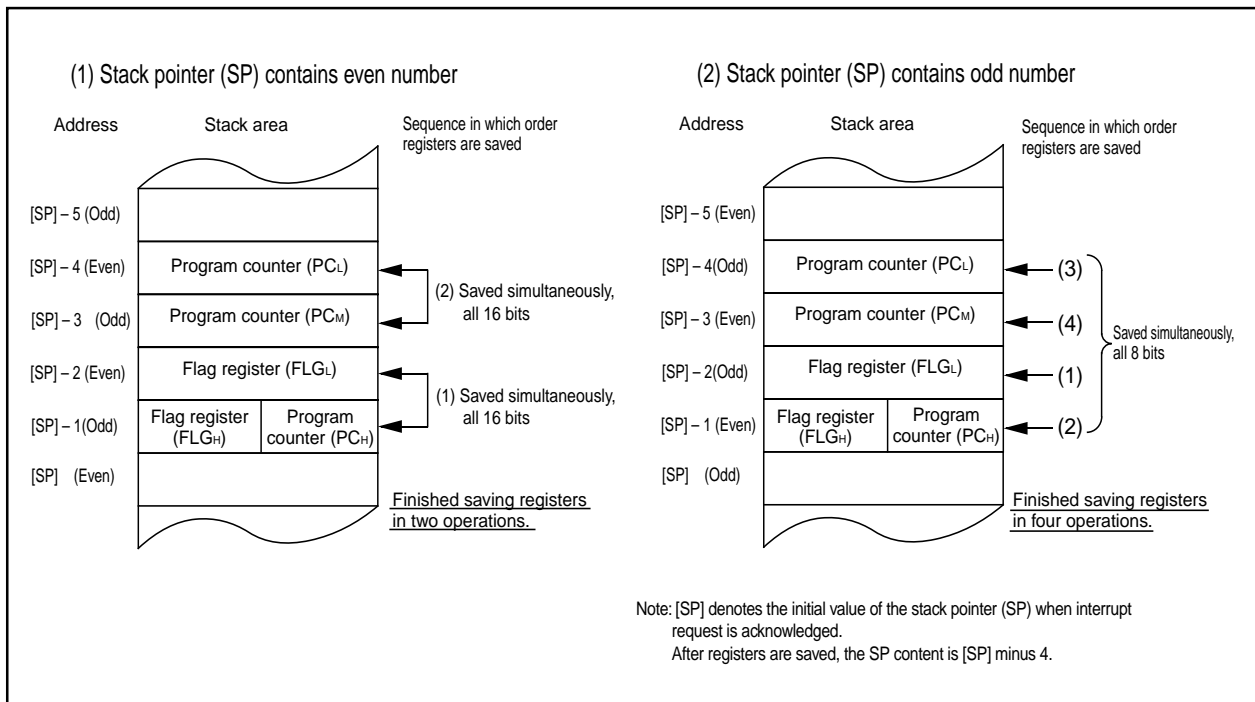 (1) Stack pointer (SP) contains even number
Address
Stack area
Sequence in which order
registers are saved
[SP] – 5 (Odd)
[SP] – 4 (Even)
Program counter (PCL)
[SP] – 3 (Odd)
Program counter (PCM)
(2) Saved simultaneously,
all 16 bits
[SP] – 2 (Even)
Flag register (FLGL)
[SP] – 1(Odd)
Flag register
(FLGH)
Program
counter (PCH)
(1) Saved simultaneously,
all 16 bits
[SP] (Even)
Finished saving registers
in two operations.
(2) Stack pointer (SP) contains odd number
Address
Stack area
Sequence in which order
registers are saved
[SP] – 5 (Even)
[SP] – 4(Odd)
Program counter (PCL)
(3)
[SP] – 3 (Even)
Program counter (PCM)
(4)
Saved simultaneously,
all 8 bits
[SP] – 2(Odd)
Flag register (FLGL)
(1)
[SP] – 1 (Even)
Flag register
(FLGH)
Program
counter (PCH)
(2)
[SP] (Odd)
Finished saving registers
in four operations.
Note: [SP] denotes the initial value of the stack pointer (SP) when interrupt
request is acknowledged.
After registers are saved, the SP content is [SP] minus 4.